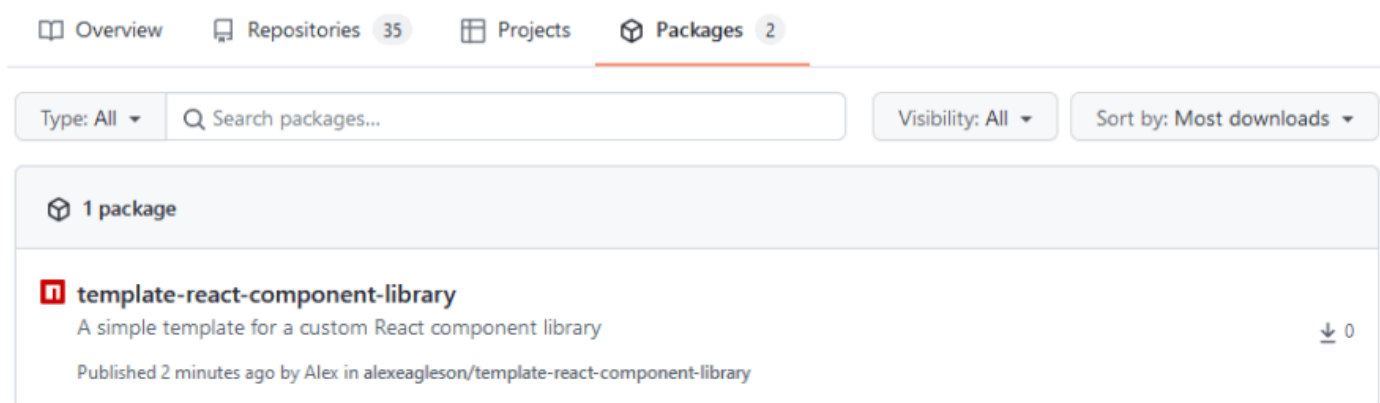 Overview Repositories 35 Projects Packages 2
Type: All Search packages... Visibility: All Sort by: Most downloads
1 package
template-react-component-library
A simple template for a custom React component library
0
Published 2 minutes ago by Alex in alexeagleson/template-react-component-library